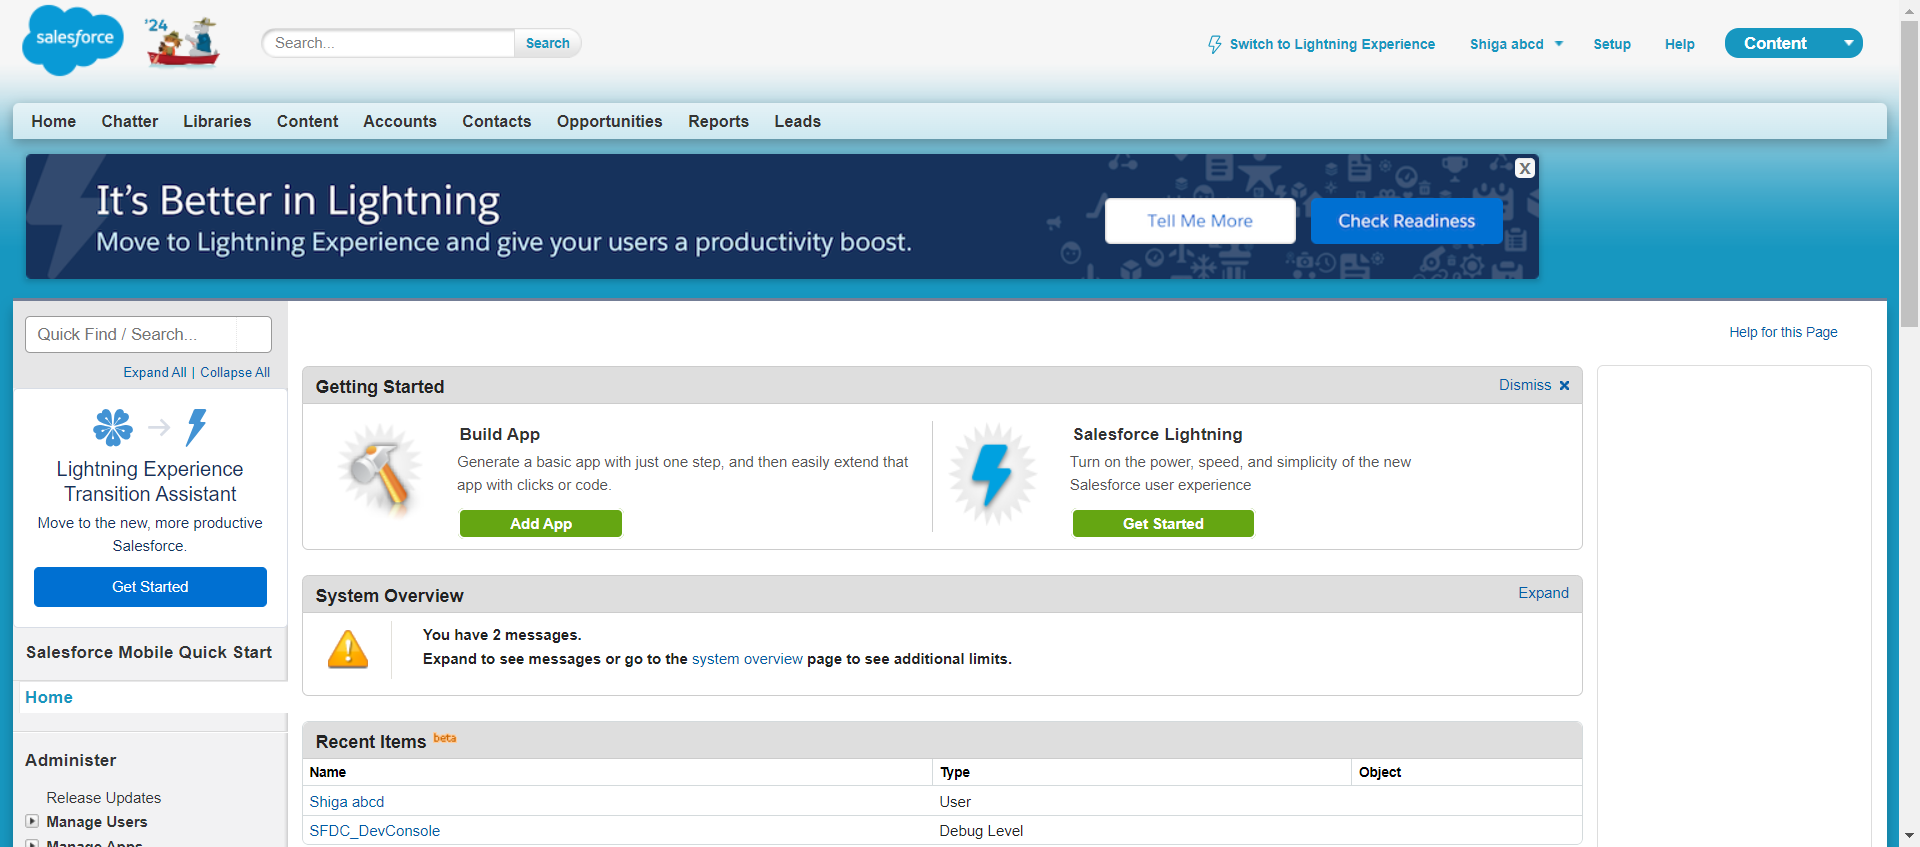 salesforce
'24
Search...
Search
Switch to Lightning Experience
Shiga abcd
Setup
Help
Content
Home
Chatter
Libraries
Content
Accounts
Contacts
Opportunities
Reports
Leads
It's Better in Lightning
Move to Lightning Experience and give your users a productivity boost.
Tell Me More
Check Readiness
X
Quick Find / Search...
Expand All | Collapse All
Lightning Experience
Transition Assistant
Move to the new, more productive
Salesforce.
Get Started
Salesforce Mobile Quick Start
Home
Administer
Release Updates
Manage Users
Manage Apps
Help for this Page
Getting Started
Dismiss
Build App
Generate a basic app with just one step, and then easily extend that
app with clicks or code.
Add App
Salesforce Lightning
Turn on the power, speed, and simplicity of the new
Salesforce user experience
Get Started
System Overview
Expand
You have 2 messages.
Expand to see messages or go to the system overview page to see additional limits.
Recent Items beta
Name
Type
Object
Shiga abcd
User
SFDC_DevConsole
Debug Level